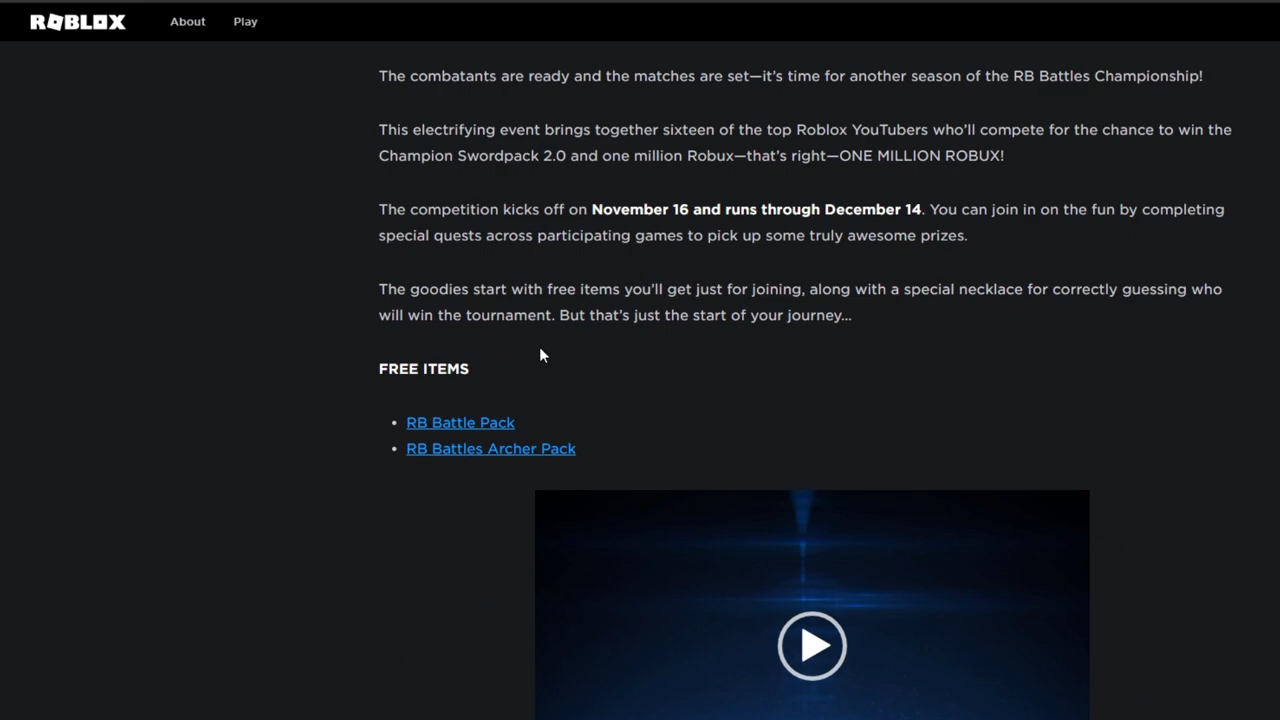 ROBLOX About Play
The combatants are ready and the matches are set—it's time for another season of the RB Battles Championship!
This electrifying event brings together sixteen of the top Roblox YouTubers who'll compete for the chance to win the
Champion Swordpack 2.0 and one million Robux—that's right—ONE MILLION ROBUX!
The competition kicks off on November 16 and runs through December 14. You can join in on the fun by completing
special quests across participating games to pick up some truly awesome prizes.
The goodies start with free items you'll get just for joining, along with a special necklace for correctly guessing who
will win the tournament. But that's just the start of your journey...
FREE ITEMS
• RB Battle Pack
• RB Battles Archer Pack